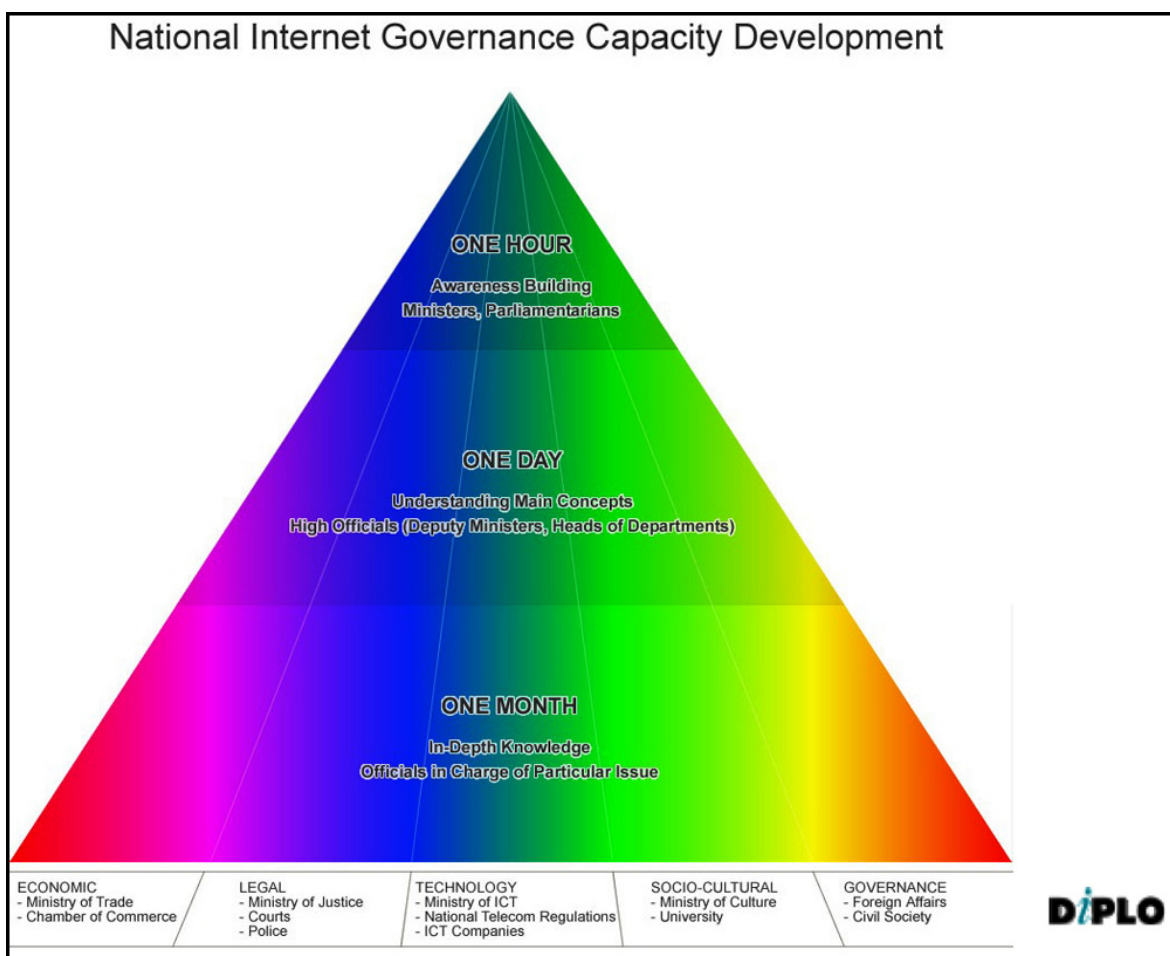 National Internet Governance Capacity Development
ONE HOUR
Awareness Building
Ministers, Parliamentarians
ONE DAY
Understanding Main Concepts
High Officials (Deputy Ministers, Heads of Departments)
ONE MONTH
In-Depth Knowledge
Officials in Charge of Particular Issue
ECONOMIC
- Ministry of Trade
- Chamber of Commerce
LEGAL
- Ministry of Justice
- Courts
- Police
TECHNOLOGY
- Ministry of ICT
- National Telecom Regulations
- ICT Companies
SOCIO-CULTURAL
- Ministry of Culture
- University
GOVERNANCE
- Foreign Affairs
- Civil Society
DiPLO